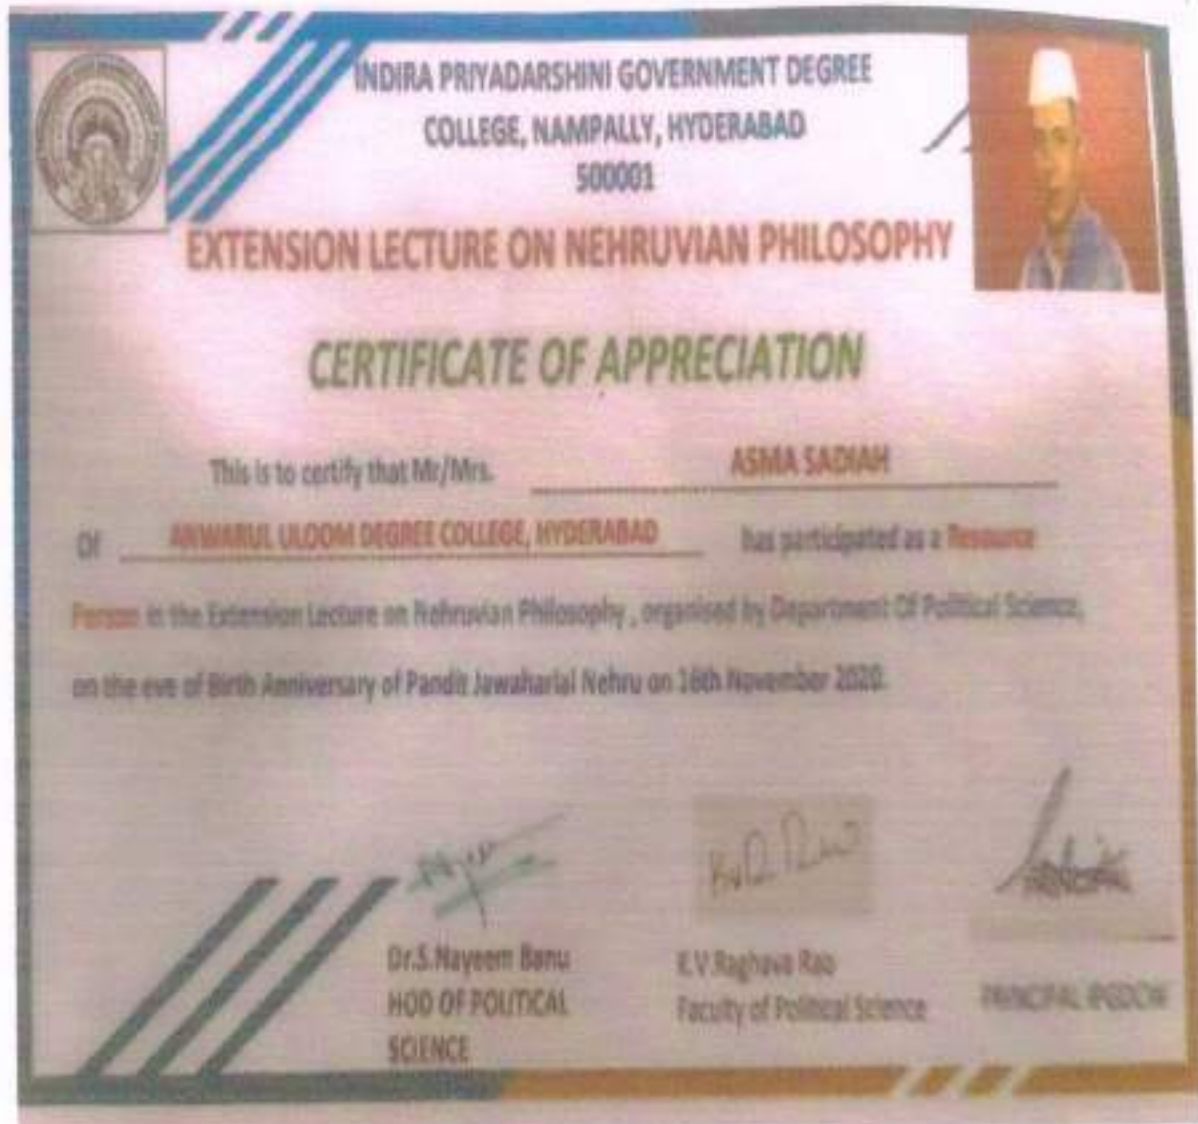 INDIRA PRIYADARSHINI GOVERNMENT DEGREE
COLLEGE, NAMPALLY, HYDERABAD
500001
EXTENSION LECTURE ON NEHRUVIAN PHILOSOPHY
CERTIFICATE OF APPRECIATION
This is to certify that Mr/Mrs. ASMA SADIAH
Of ANWARUL ULOOM DEGREE COLLEGE, HYDERABAD has participated as a Resource
Person in the Extension Lecture on Nehruvian Philosophy , organised by Department Of Political Science,
on the eve of Birth Anniversary of Pandit Jawaharlal Nehru on 16th November 2020.
K.V.R. Rao
Dr.S.Nayeem Banu
HOD OF POLITICAL
SCIENCE
K.V.Raghava Rao
Faculty of Political Science
PRINCIPAL IPGDCW